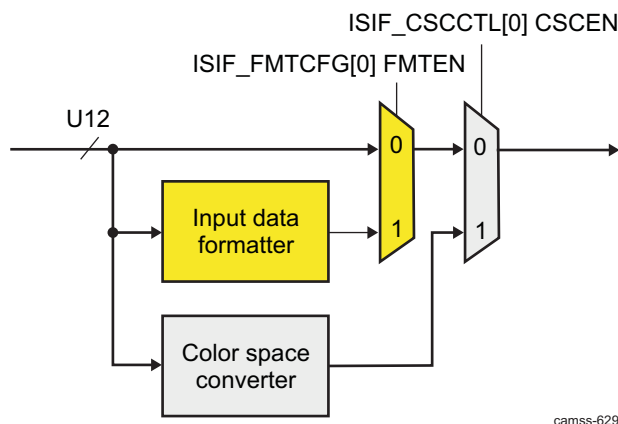 ISIF_CSCCTL[0] CSCEN
ISIF_FMTCFG[0] FMTEN
U12
0
0
Input data
formatter
1
1
Color space
converter
camss-629